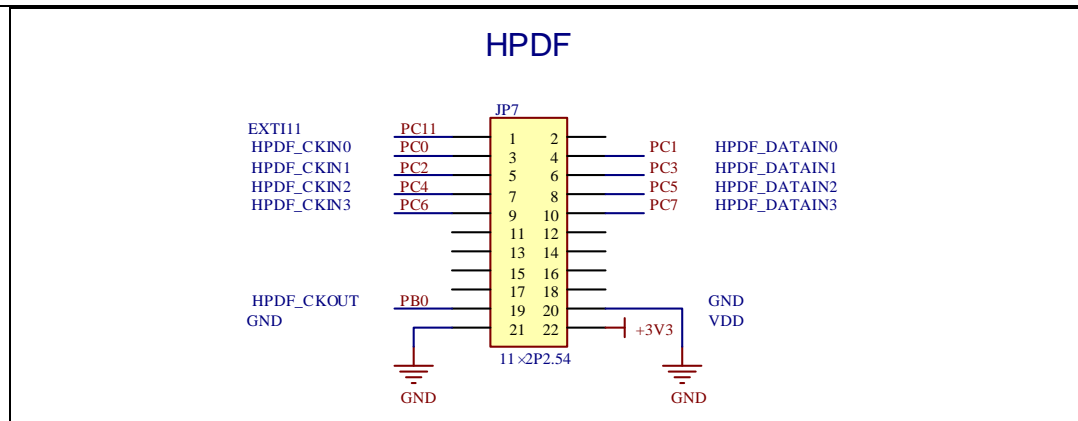 HPDF
JP7
EXTI11 PC11 1 2
HPDF_CKIN0 PC0 3 4 PC1 HPDF_DATAIN0
HPDF_CKIN1 PC2 5 6 PC3 HPDF_DATAIN1
HPDF_CKIN2 PC4 7 8 PC5 HPDF_DATAIN2
HPDF_CKIN3 PC6 9 10 PC7 HPDF_DATAIN3
11 12
13 14
15 16
17 18
HPDF_CKOUT PB0 19 20 GND
GND 21 22 +3V3 VDD
11×2P2.54
GND GND